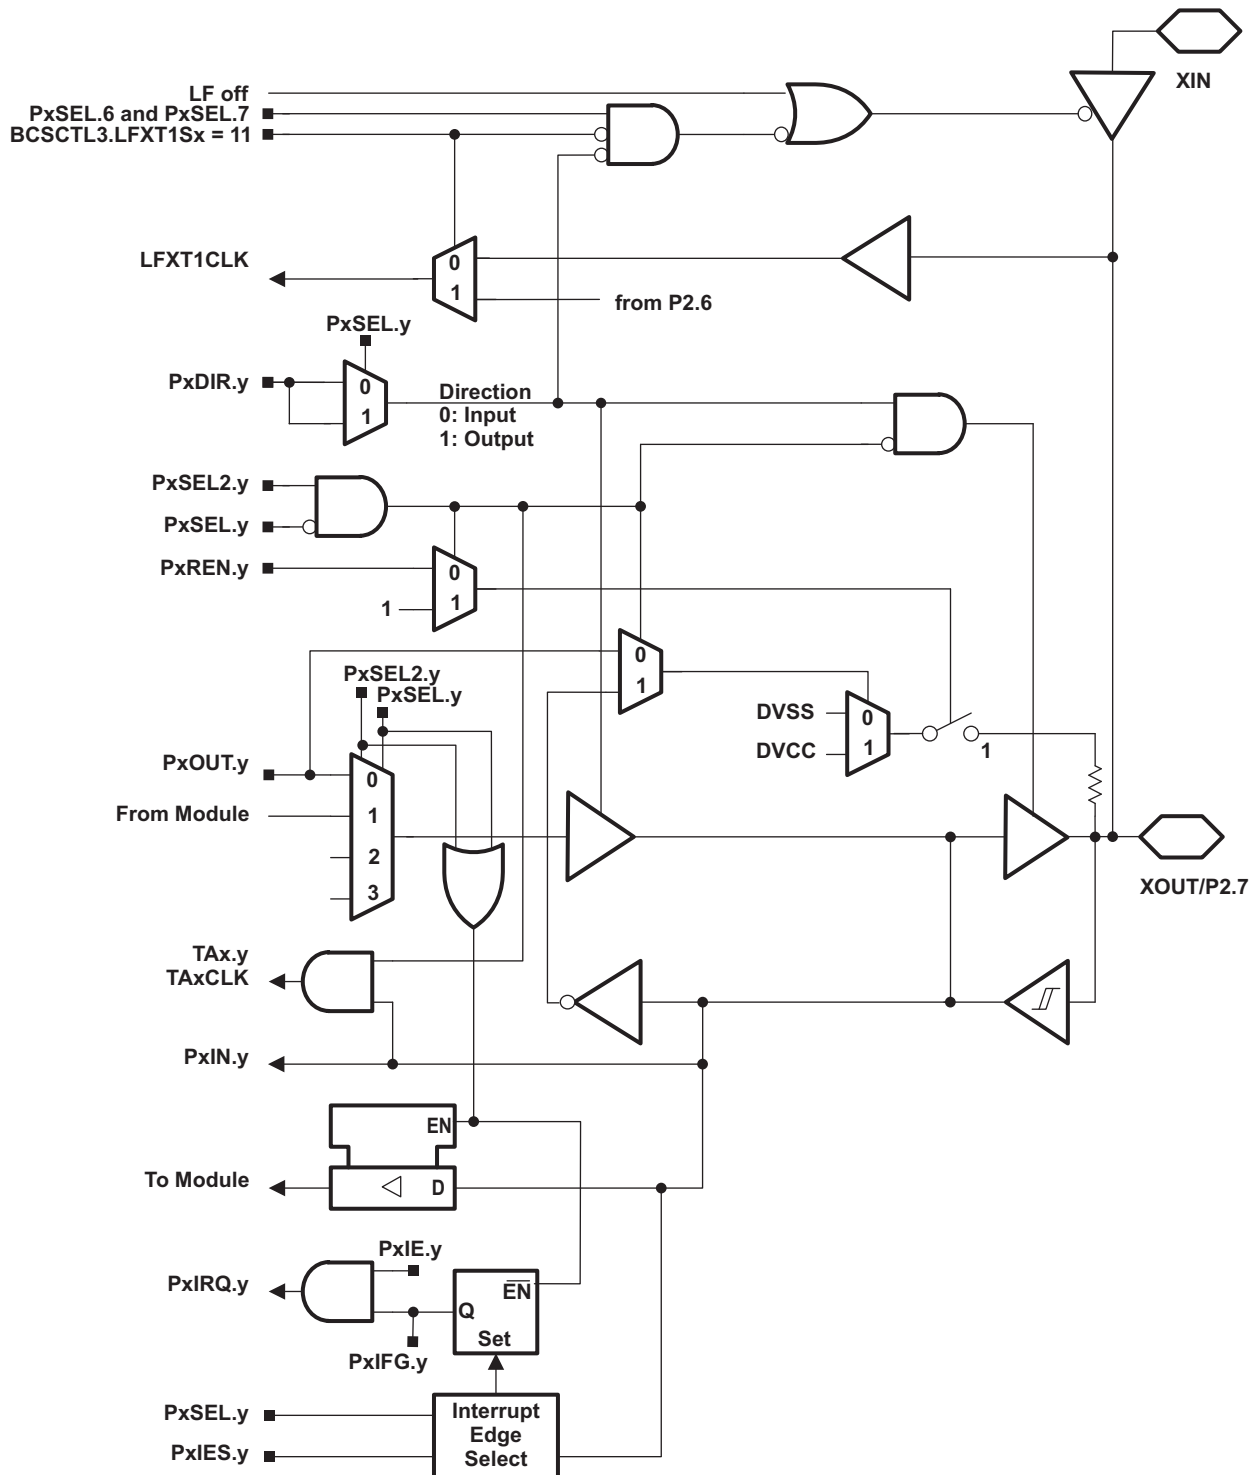 XIN
LF off
PxSEL.6 and PxSEL.7
BCSCTL3.LFXT1Sx = 11
LFXT1CLK
0
1
from P2.6
PxSEL.y
PxDIR.y
0
1
Direction
0: Input
1: Output
PxSEL2.y
PxSEL.y
PxREN.y
0
1
1
0
1
PxSEL2.y
PxSEL.y
DVSS
DVCC
0
1
1
PxOUT.y
From Module
0
1
2
3
XOUT/P2.7
TAx.y
TAxCLK
PxIN.y
EN
To Module
D
PxIE.y
PxIRQ.y
EN
Q
Set
PxIFG.y
PxSEL.y
PxIES.y
Interrupt
Edge
Select